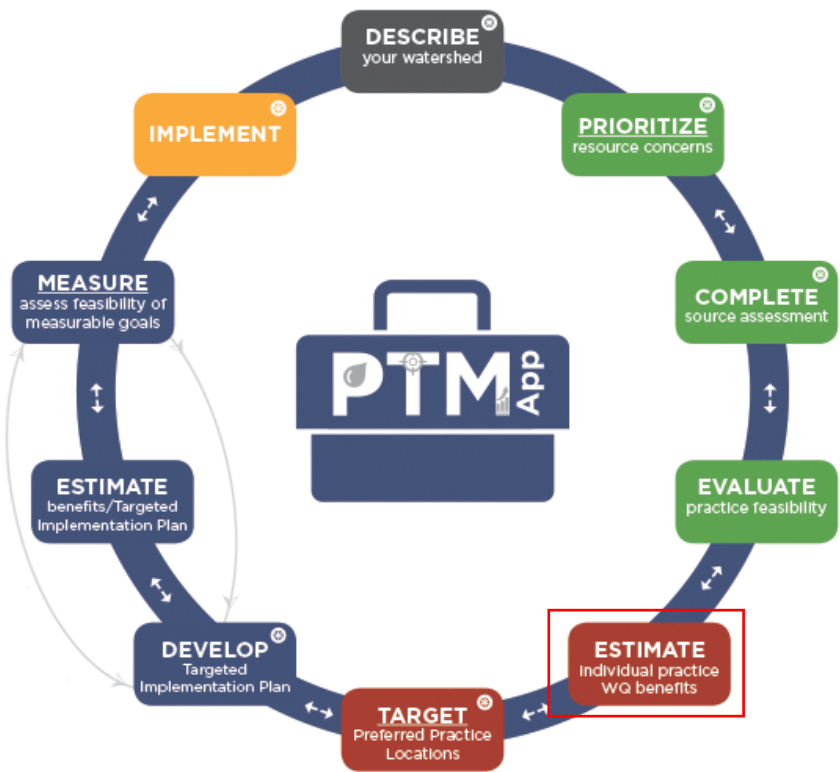 DESCRIBE
your watershed
PRIORITIZE
resource concerns
COMPLETE
source assessment
EVALUATE
practice feasibility
ESTIMATE
individual practice
WQ benefits
TARGET
Preferred Practice
Locations
DEVELOP
Targeted
Implementation Plan
ESTIMATE
benefits/Targeted
Implementation Plan
MEASURE
assess feasibility of
measurable goals
IMPLEMENT
PTM
App